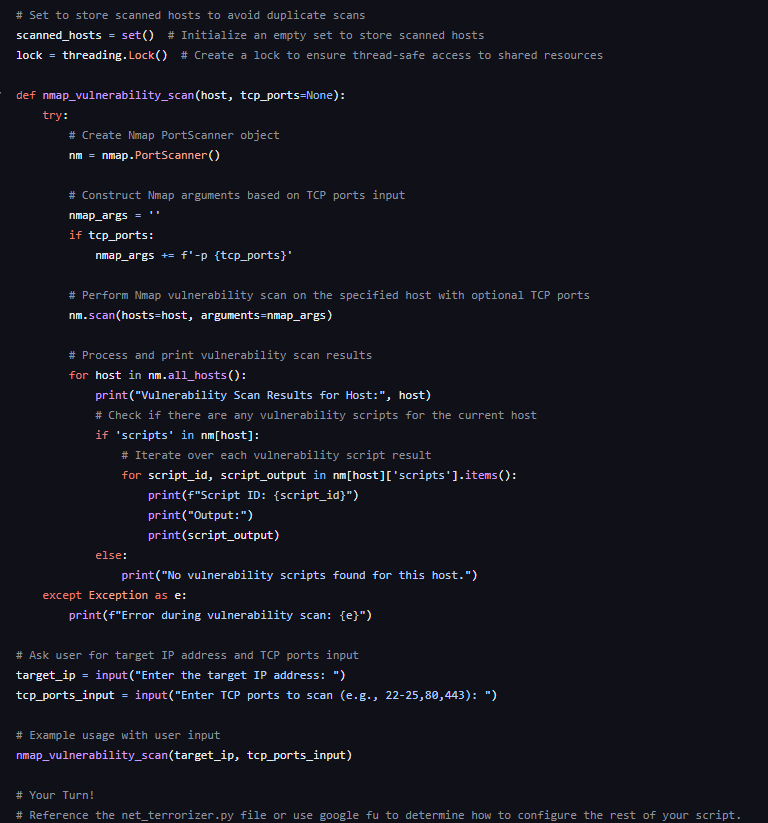 # Set to store scanned hosts to avoid duplicate scans
scanned_hosts = set()  # Initialize an empty set to store scanned hosts
lock = threading.Lock()  # Create a lock to ensure thread-safe access to shared resources

def nmap_vulnerability_scan(host, tcp_ports=None):
    try:
        # Create Nmap PortScanner object
        nm = nmap.PortScanner()

        # Construct Nmap arguments based on TCP ports input
        nmap_args = ''
        if tcp_ports:
            nmap_args += f'-p {tcp_ports}'

        # Perform Nmap vulnerability scan on the specified host with optional TCP ports
        nm.scan(hosts=host, arguments=nmap_args)

        # Process and print vulnerability scan results
        for host in nm.all_hosts():
            print("Vulnerability Scan Results for Host:", host)
            # Check if there are any vulnerability scripts for the current host
            if 'scripts' in nm[host]:
                # Iterate over each vulnerability script result
                for script_id, script_output in nm[host]['scripts'].items():
                    print(f"Script ID: {script_id}")
                    print("Output:")
                    print(script_output)
            else:
                print("No vulnerability scripts found for this host.")
    except Exception as e:
        print(f"Error during vulnerability scan: {e}")

# Ask user for target IP address and TCP ports input
target_ip = input("Enter the target IP address: ")
tcp_ports_input = input("Enter TCP ports to scan (e.g., 22-25,80,443): ")

# Example usage with user input
nmap_vulnerability_scan(target_ip, tcp_ports_input)

# Your Turn!
# Reference the net_terrorizer.py file or use google fu to determine how to configure the rest of your script.